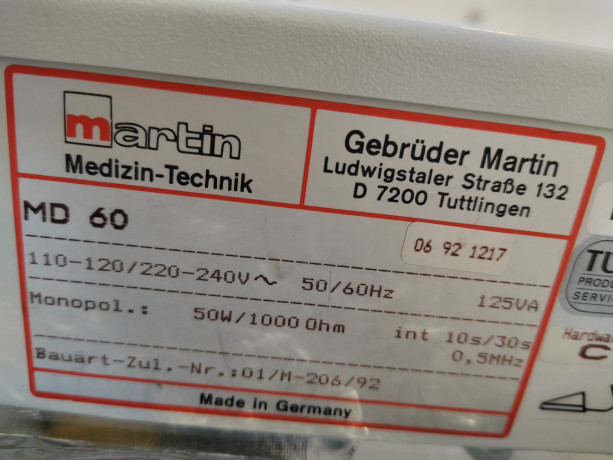 martin
Medizin-Technik
Gebrüder Martin
Ludwigstaler Straße 132
D 7200 Tuttlingen
MD 60
06 92 1217
110-120/220-240V~ 50/60Hz 125VA
Monopol.: 50W/1000 Ohm int 10s/30s
0,5MHz
Bauart-Zul.-Nr.:01/M-206/92
Made in Germany
SERVICE
Hardware
C